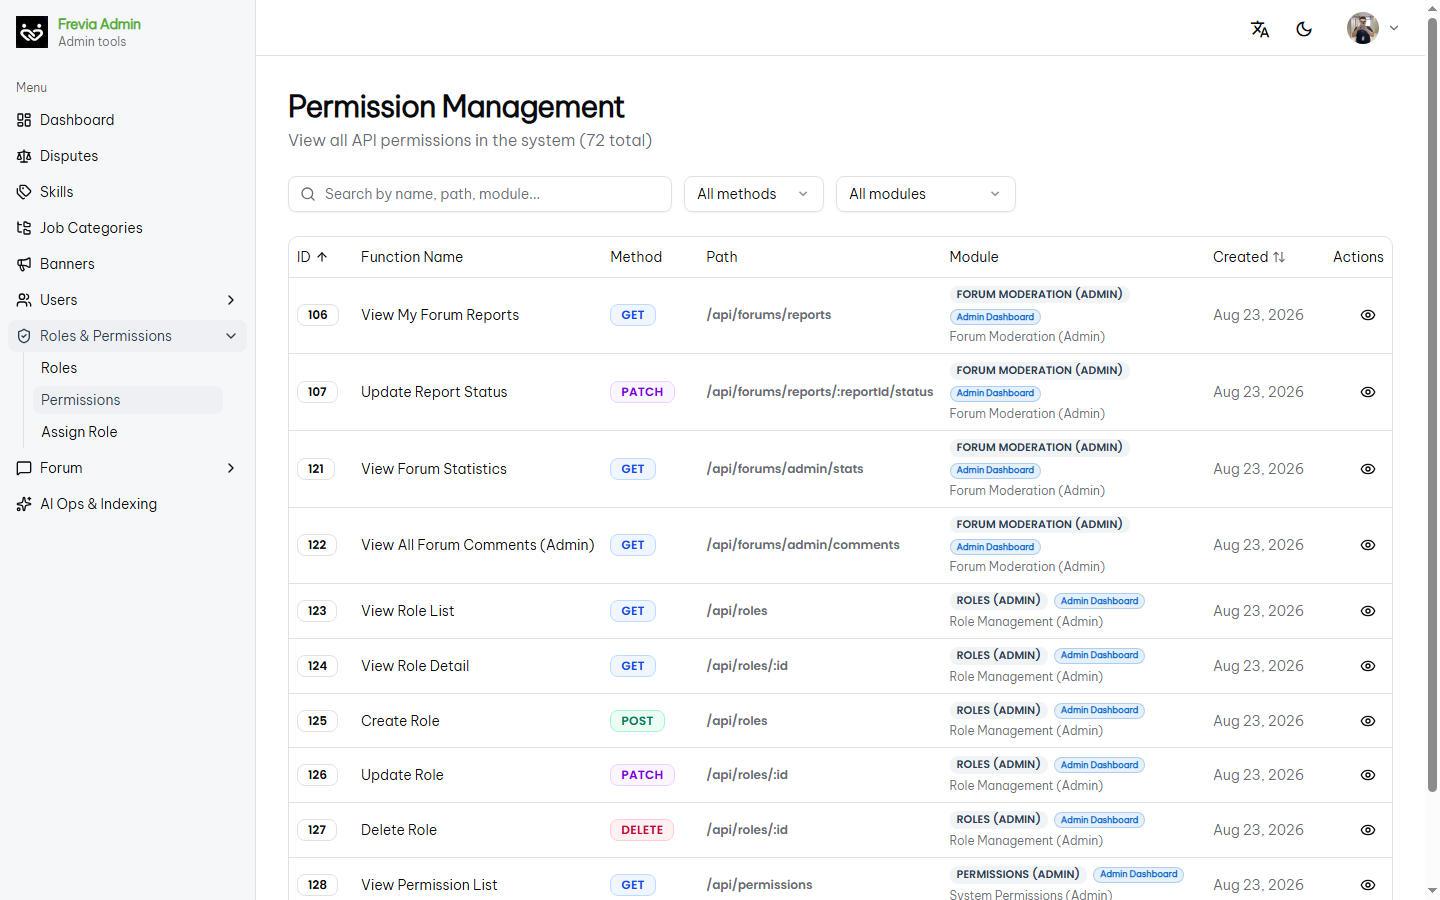 Frevia Admin
Admin tools
Menu
Dashboard
Disputes
Skills
Job Categories
Banners
Users
Roles & Permissions
Roles
Permissions
Assign Role
Forum
AI Ops & Indexing
Permission Management
View all API permissions in the system (72 total)
Search by name, path, module...
All methods
All modules
ID Function Name Method Path Module Created Actions
FORUM MODERATION (ADMIN)
106 View My Forum Reports GET /api/forums/reports Admin Dashboard Aug 23, 2026
Forum Moderation (Admin)
FORUM MODERATION (ADMIN)
107 Update Report Status PATCH /api/forums/reports/:reportId/status Admin Dashboard Aug 23, 2026
Forum Moderation (Admin)
FORUM MODERATION (ADMIN)
121 View Forum Statistics GET /api/forums/admin/stats Admin Dashboard Aug 23, 2026
Forum Moderation (Admin)
FORUM MODERATION (ADMIN)
122 View All Forum Comments (Admin) GET /api/forums/admin/comments Admin Dashboard Aug 23, 2026
Forum Moderation (Admin)
123 View Role List GET /api/roles ROLES (ADMIN) Admin Dashboard Aug 23, 2026
Role Management (Admin)
124 View Role Detail GET /api/roles/:id ROLES (ADMIN) Admin Dashboard Aug 23, 2026
Role Management (Admin)
125 Create Role POST /api/roles ROLES (ADMIN) Admin Dashboard Aug 23, 2026
Role Management (Admin)
126 Update Role PATCH /api/roles/:id ROLES (ADMIN) Admin Dashboard Aug 23, 2026
Role Management (Admin)
127 Delete Role DELETE /api/roles/:id ROLES (ADMIN) Admin Dashboard Aug 23, 2026
Role Management (Admin)
128 View Permission List GET /api/permissions PERMISSIONS (ADMIN) Admin Dashboard Aug 23, 2026
System Permissions (Admin)